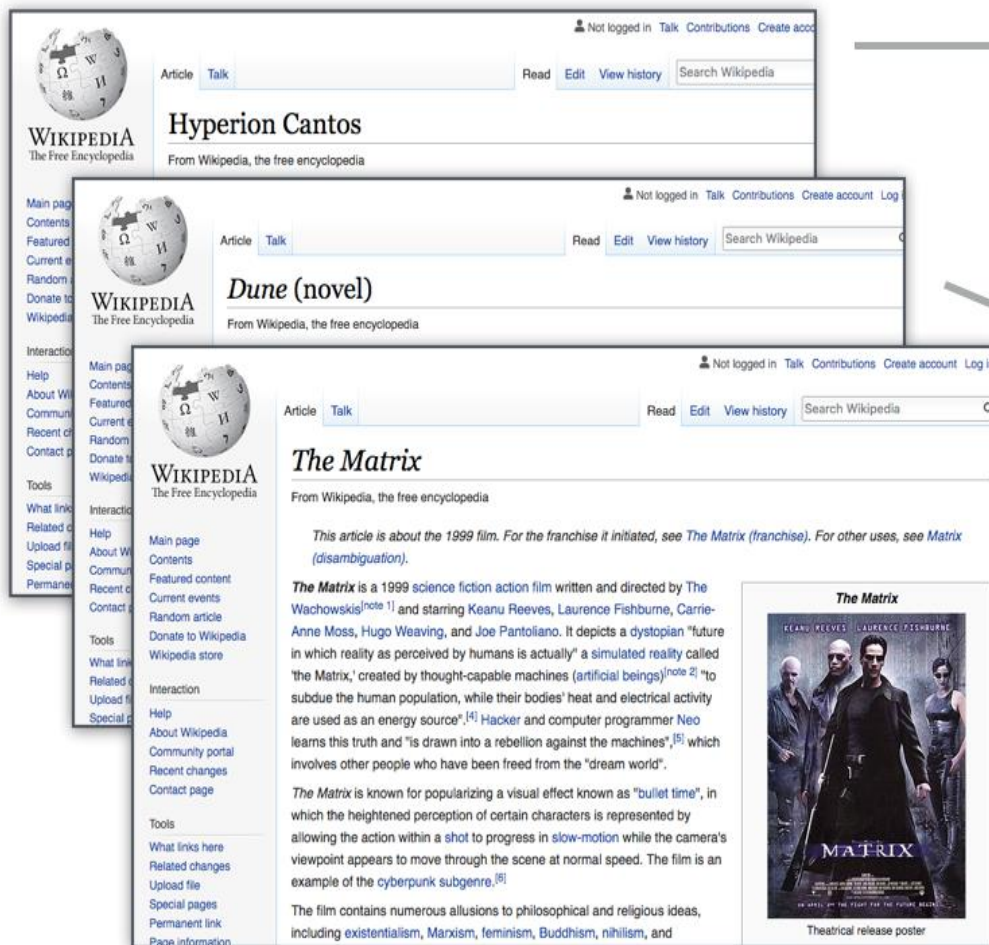 Not logged in Talk Contributions Create acco
Article Talk
Read Edit View history Search Wikipedia
WIKIPEDIA
The Free Encyclopedia
Hyperion Cantos
From Wikipedia, the free encyclopedia
Main pag
Contents
Featured
Current e
Random a
Donate to
Wikipedia
Interactio
Help
About Wi
Commun
Recent ch
Contact p
Tools
What link
Related c
Upload fil
Special p
Permane
Not logged in Talk Contributions Create account Log i
Article Talk
Read Edit View history Search Wikipedia
WIKIPEDIA
The Free Encyclopedia
Dune (novel)
From Wikipedia, the free encyclopedia
Main pag
Contents
Featured
Current e
Random
Donate to
Wikipedi
Interactio
Help
About Wi
Commun
Recent c
Contact p
Tools
What link
Related c
Upload fi
Special p
Not logged in Talk Contributions Create account Log i
Article Talk
Read Edit View history Search Wikipedia
WIKIPEDIA
The Free Encyclopedia
The Matrix
From Wikipedia, the free encyclopedia
Main page
Contents
Featured content
Current events
Random article
Donate to Wikipedia
Wikipedia store
Interaction
Help
About Wikipedia
Community portal
Recent changes
Contact page
Tools
What links here
Related changes
Upload file
Special pages
Permanent link
Page information
This article is about the 1999 film. For the franchise it initiated, see The Matrix (franchise). For other uses, see Matrix
(disambiguation).
The Matrix is a 1999 science fiction action film written and directed by The
Wachowskis[note 1] and starring Keanu Reeves, Laurence Fishburne, Carrie-
Anne Moss, Hugo Weaving, and Joe Pantoliano. It depicts a dystopian "future
in which reality as perceived by humans is actually" a simulated reality called
'the Matrix,' created by thought-capable machines (artificial beings)[note 2] "to
subdue the human population, while their bodies' heat and electrical activity
are used as an energy source".[4] Hacker and computer programmer Neo
learns this truth and "is drawn into a rebellion against the machines",[5] which
involves other people who have been freed from the "dream world".
The Matrix is known for popularizing a visual effect known as "bullet time", in
which the heightened perception of certain characters is represented by
allowing the action within a shot to progress in slow-motion while the camera's
viewpoint appears to move through the scene at normal speed. The film is an
example of the cyberpunk subgenre.[6]
The film contains numerous allusions to philosophical and religious ideas,
including existentialism, Marxism, feminism, Buddhism, nihilism, and
The Matrix
KEANU REEVES LAURENCE FISHBURNE
MATRIX
ON APRIL THE FIGHT FOR THE FUTURE BEGINS
Theatrical release poster